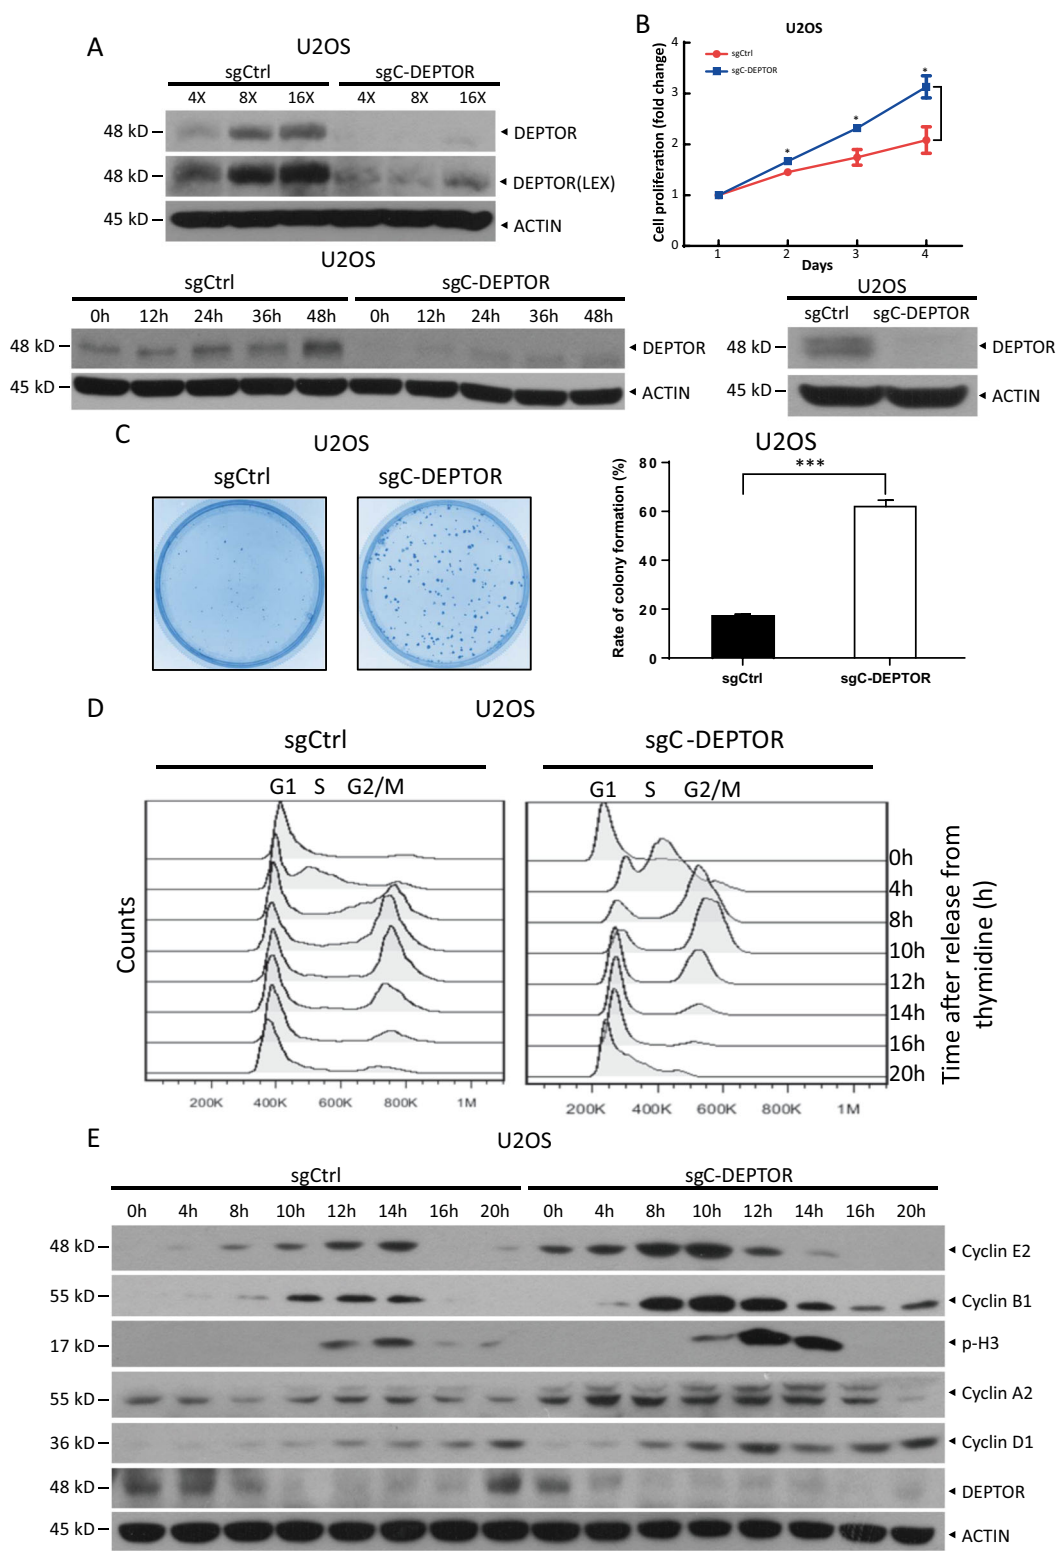 A
U2OS
sgCtrl sgC-DEPTOR
4X 8X 16X 4X 8X 16X
48 kD DEPTOR
48 kD DEPTOR(LEX)
45 kD ACTIN
U2OS
sgCtrl sgC-DEPTOR
0h 12h 24h 36h 48h 0h 12h 24h 36h 48h
48 kD DEPTOR
45 kD ACTIN
B
U2OS
sgCtrl
sgC-DEPTOR
Cell proliferation (fold change)
4
3
2
1
0
* * *
1 2 3 4
Days
U2OS
sgCtrl sgC-DEPTOR
48 kD DEPTOR
45 kD ACTIN
C
U2OS
sgCtrl sgC-DEPTOR
U2OS
Rate of colony formation (%)
80
60
40
20
0
***
sgCtrl sgC-DEPTOR
D
U2OS
sgCtrl sgC-DEPTOR
G1 S G2/M G1 S G2/M
Counts
0h
4h
8h
10h
12h
14h
16h
20h
Time after release from
thymidine (h)
200K 400K 600K 800K 1M 200K 400K 600K 800K 1M
E
U2OS
sgCtrl sgC-DEPTOR
0h 4h 8h 10h 12h 14h 16h 20h 0h 4h 8h 10h 12h 14h 16h 20h
48 kD Cyclin E2
55 kD Cyclin B1
17 kD p-H3
55 kD Cyclin A2
36 kD Cyclin D1
48 kD DEPTOR
45 kD ACTIN